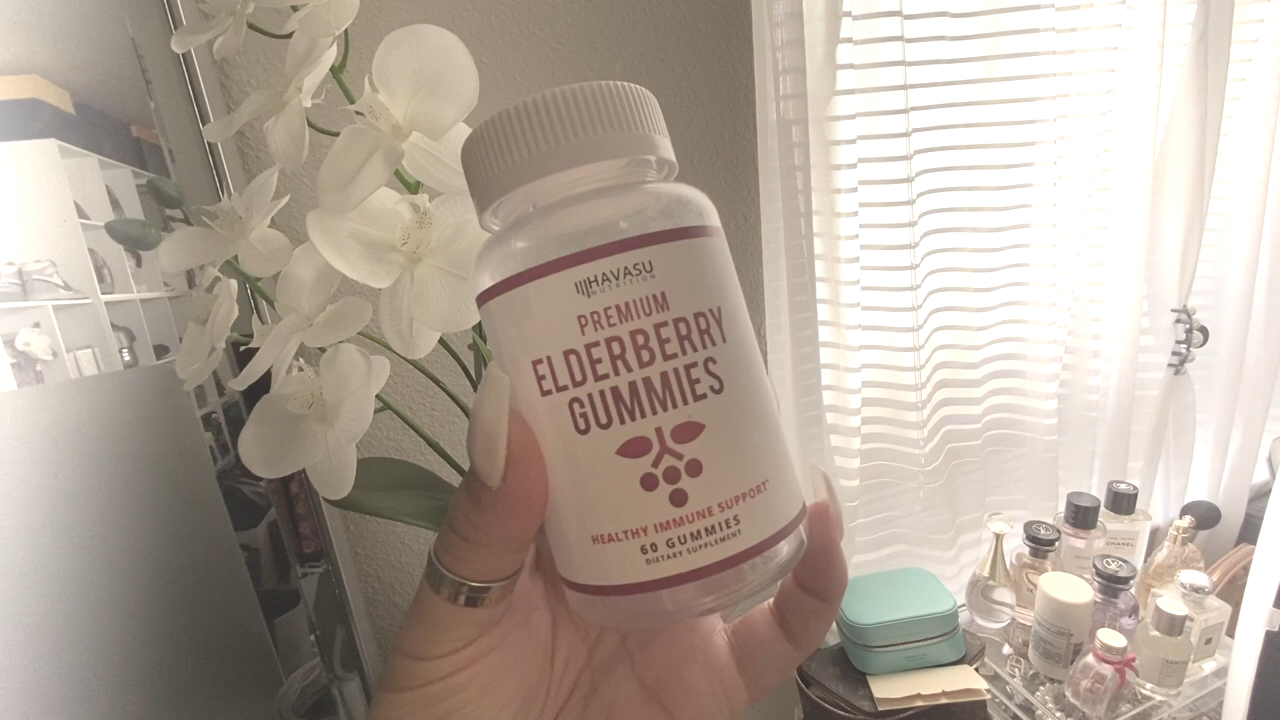 HAVASU
NUTRITION
PREMIUM
ELDERBERRY
GUMMIES
HEALTHY IMMUNE SUPPORT*
60 GUMMIES
DIETARY SUPPLEMENT
CHANEL